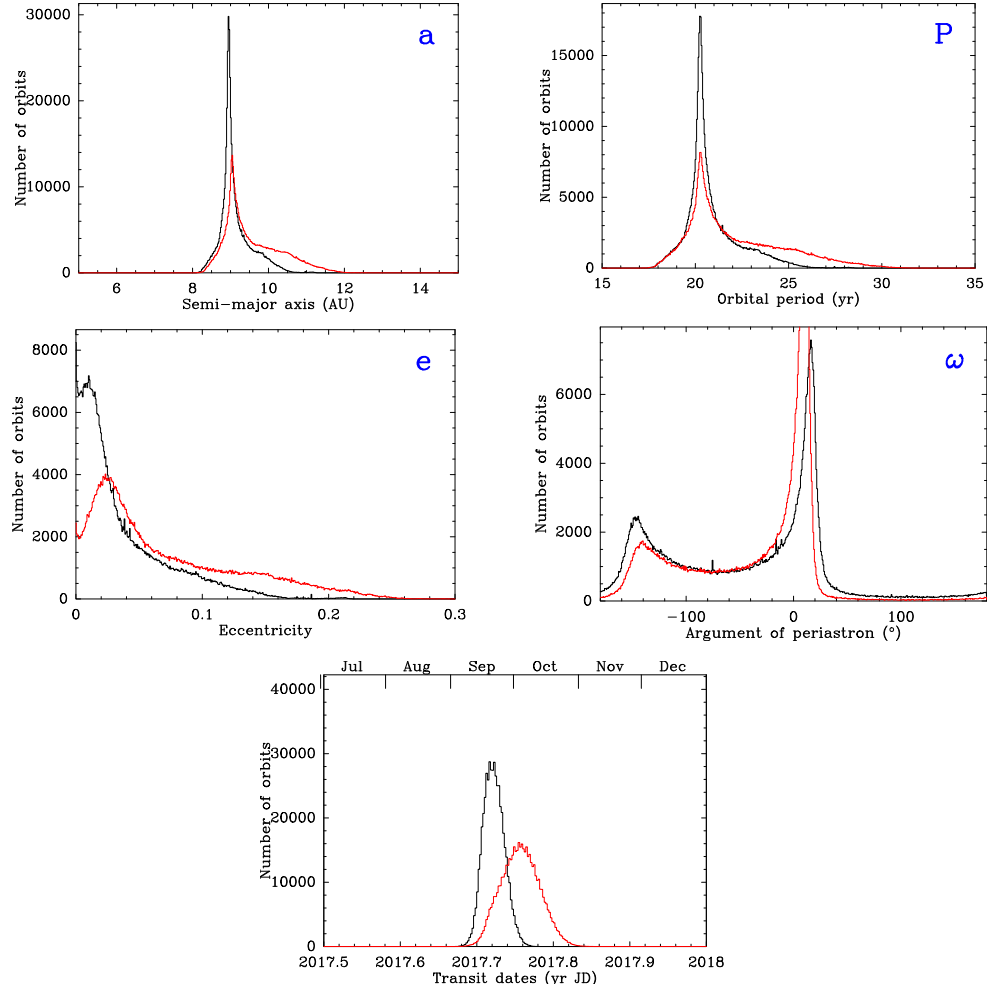 a
Number of orbits
30000
20000
10000
0
6 8 10 12 14
Semi-major axis (AU)
P
Number of orbits
15000
10000
5000
0
15 20 25 30 35
Orbital period (yr)
e
Number of orbits
8000
6000
4000
2000
0
0 0.1 0.2 0.3
Eccentricity
ω
Number of orbits
6000
4000
2000
0
−100 0 100
Argument of periastron (°)
Jul Aug Sep Oct Nov Dec
Number of orbits
40000
30000
20000
10000
0
2017.5 2017.6 2017.7 2017.8 2017.9 2018
Transit dates (yr JD)